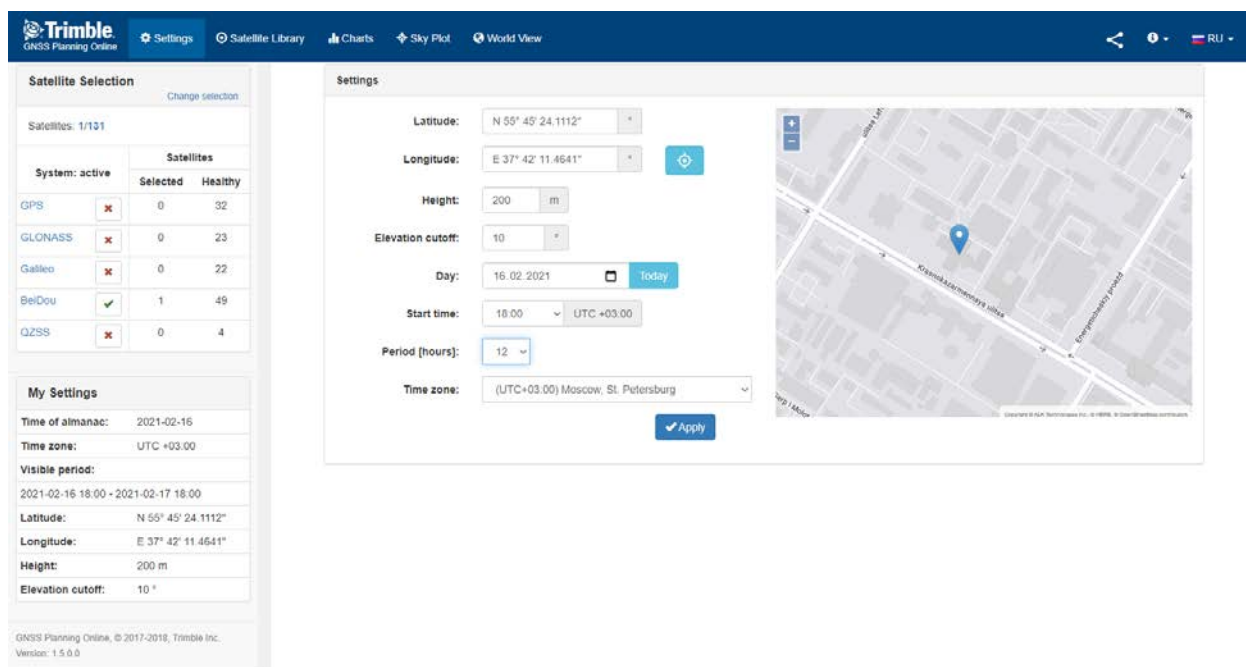 Trimble.
GNSS Planning Online
Settings
Satellite Library
Charts
Sky Plot
World View
RU
Satellite Selection
Change selection
Satellites: 1/131
System: active
Satellites
Selected Healthy
GPS 0 32
GLONASS 0 23
Galileo 0 22
BeiDou 1 49
QZSS 0 4
My Settings
Time of almanac: 2021-02-16
Time zone: UTC +03:00
Visible period:
2021-02-16 18:00 - 2021-02-17 18:00
Latitude: N 55° 45' 24.1112"
Longitude: E 37° 42' 11.4641"
Height: 200 m
Elevation cutoff: 10 °
GNSS Planning Online, © 2017-2018, Trimble Inc.
Version: 1.5.0.0
Settings
Latitude: N 55° 45' 24.1112" °
Longitude: E 37° 42' 11.4641" °
Height: 200 m
Elevation cutoff: 10 °
Day: 16.02.2021 Today
Start time: 18:00 UTC +03:00
Period [hours]: 12
Time zone: (UTC+03:00) Moscow, St. Petersburg
Apply
+
−
Krasnokazarmennaya ulitsa
Energeticheskiy proezd